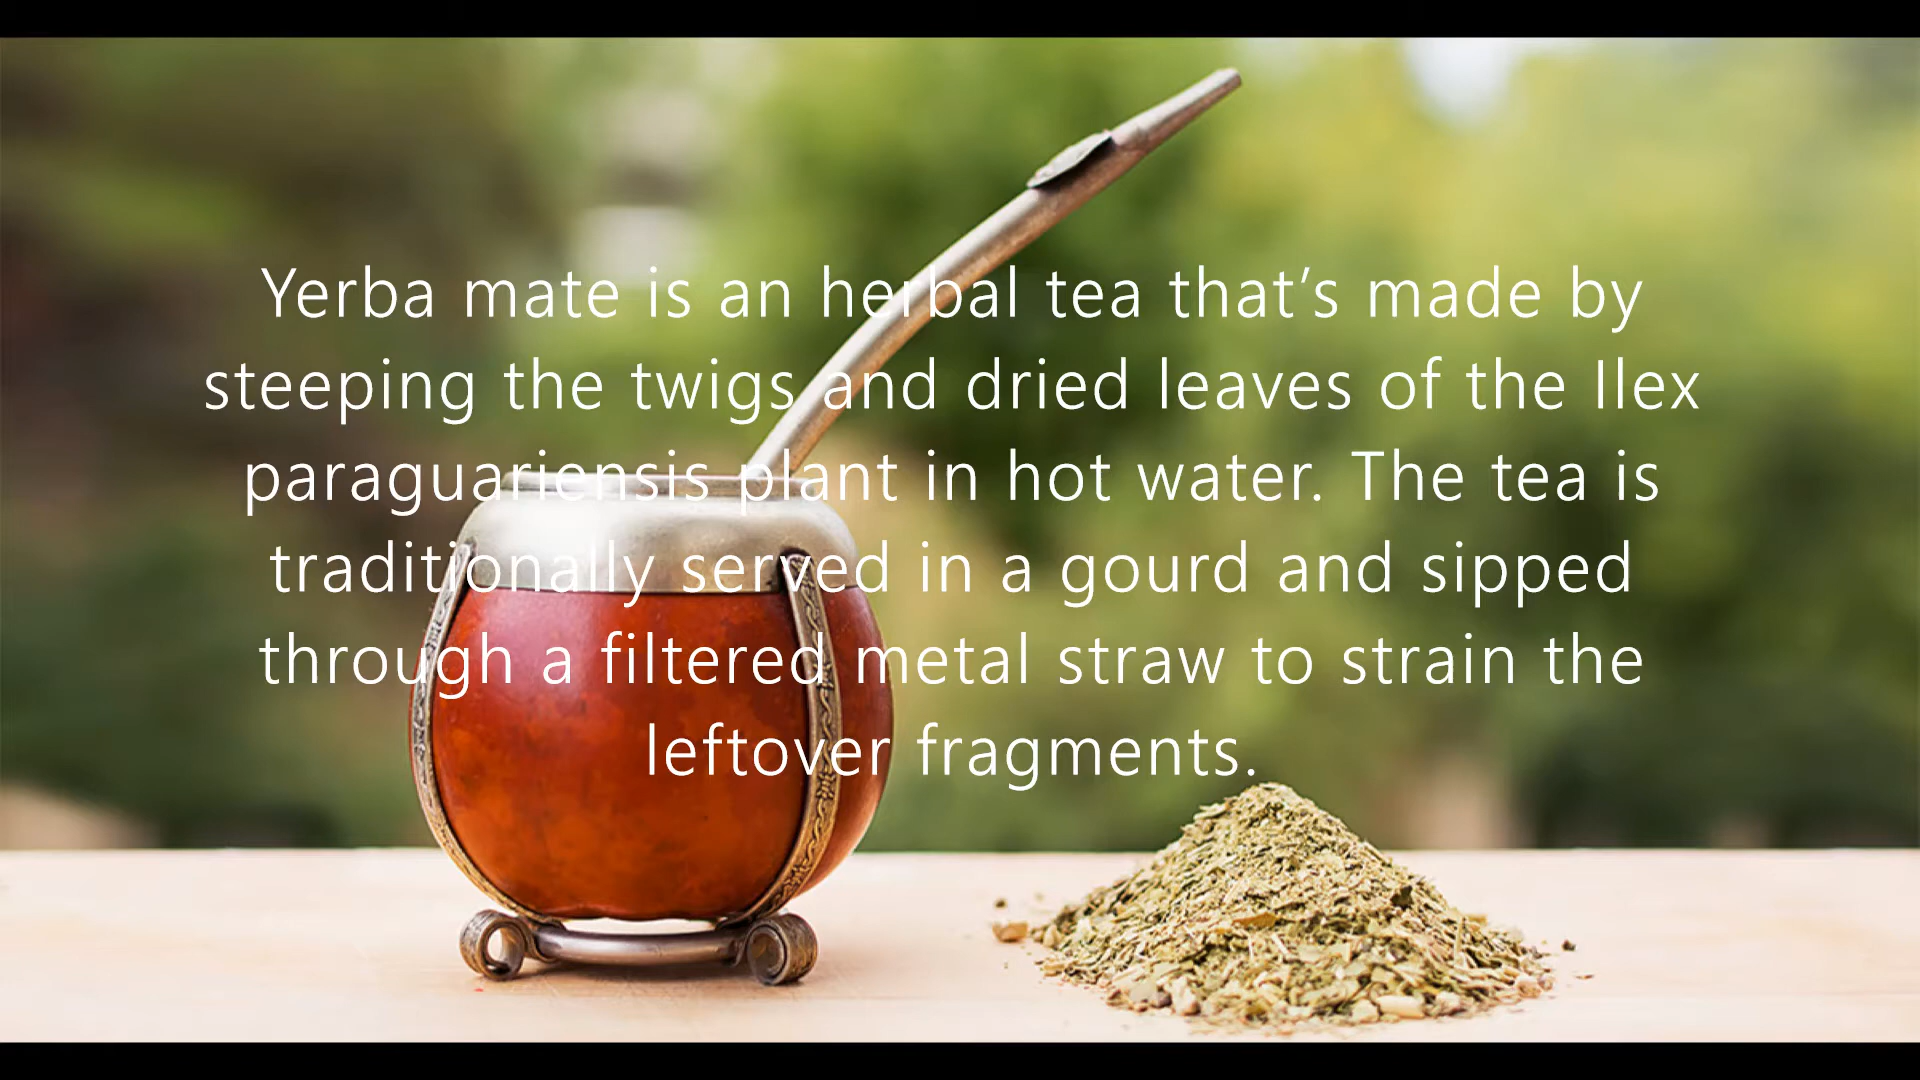 Yerba mate is an herbal tea that’s made by
steeping the twigs and dried leaves of the Ilex
paraguariensis plant in hot water. The tea is
traditionally served in a gourd and sipped
through a filtered metal straw to strain the
leftover fragments.